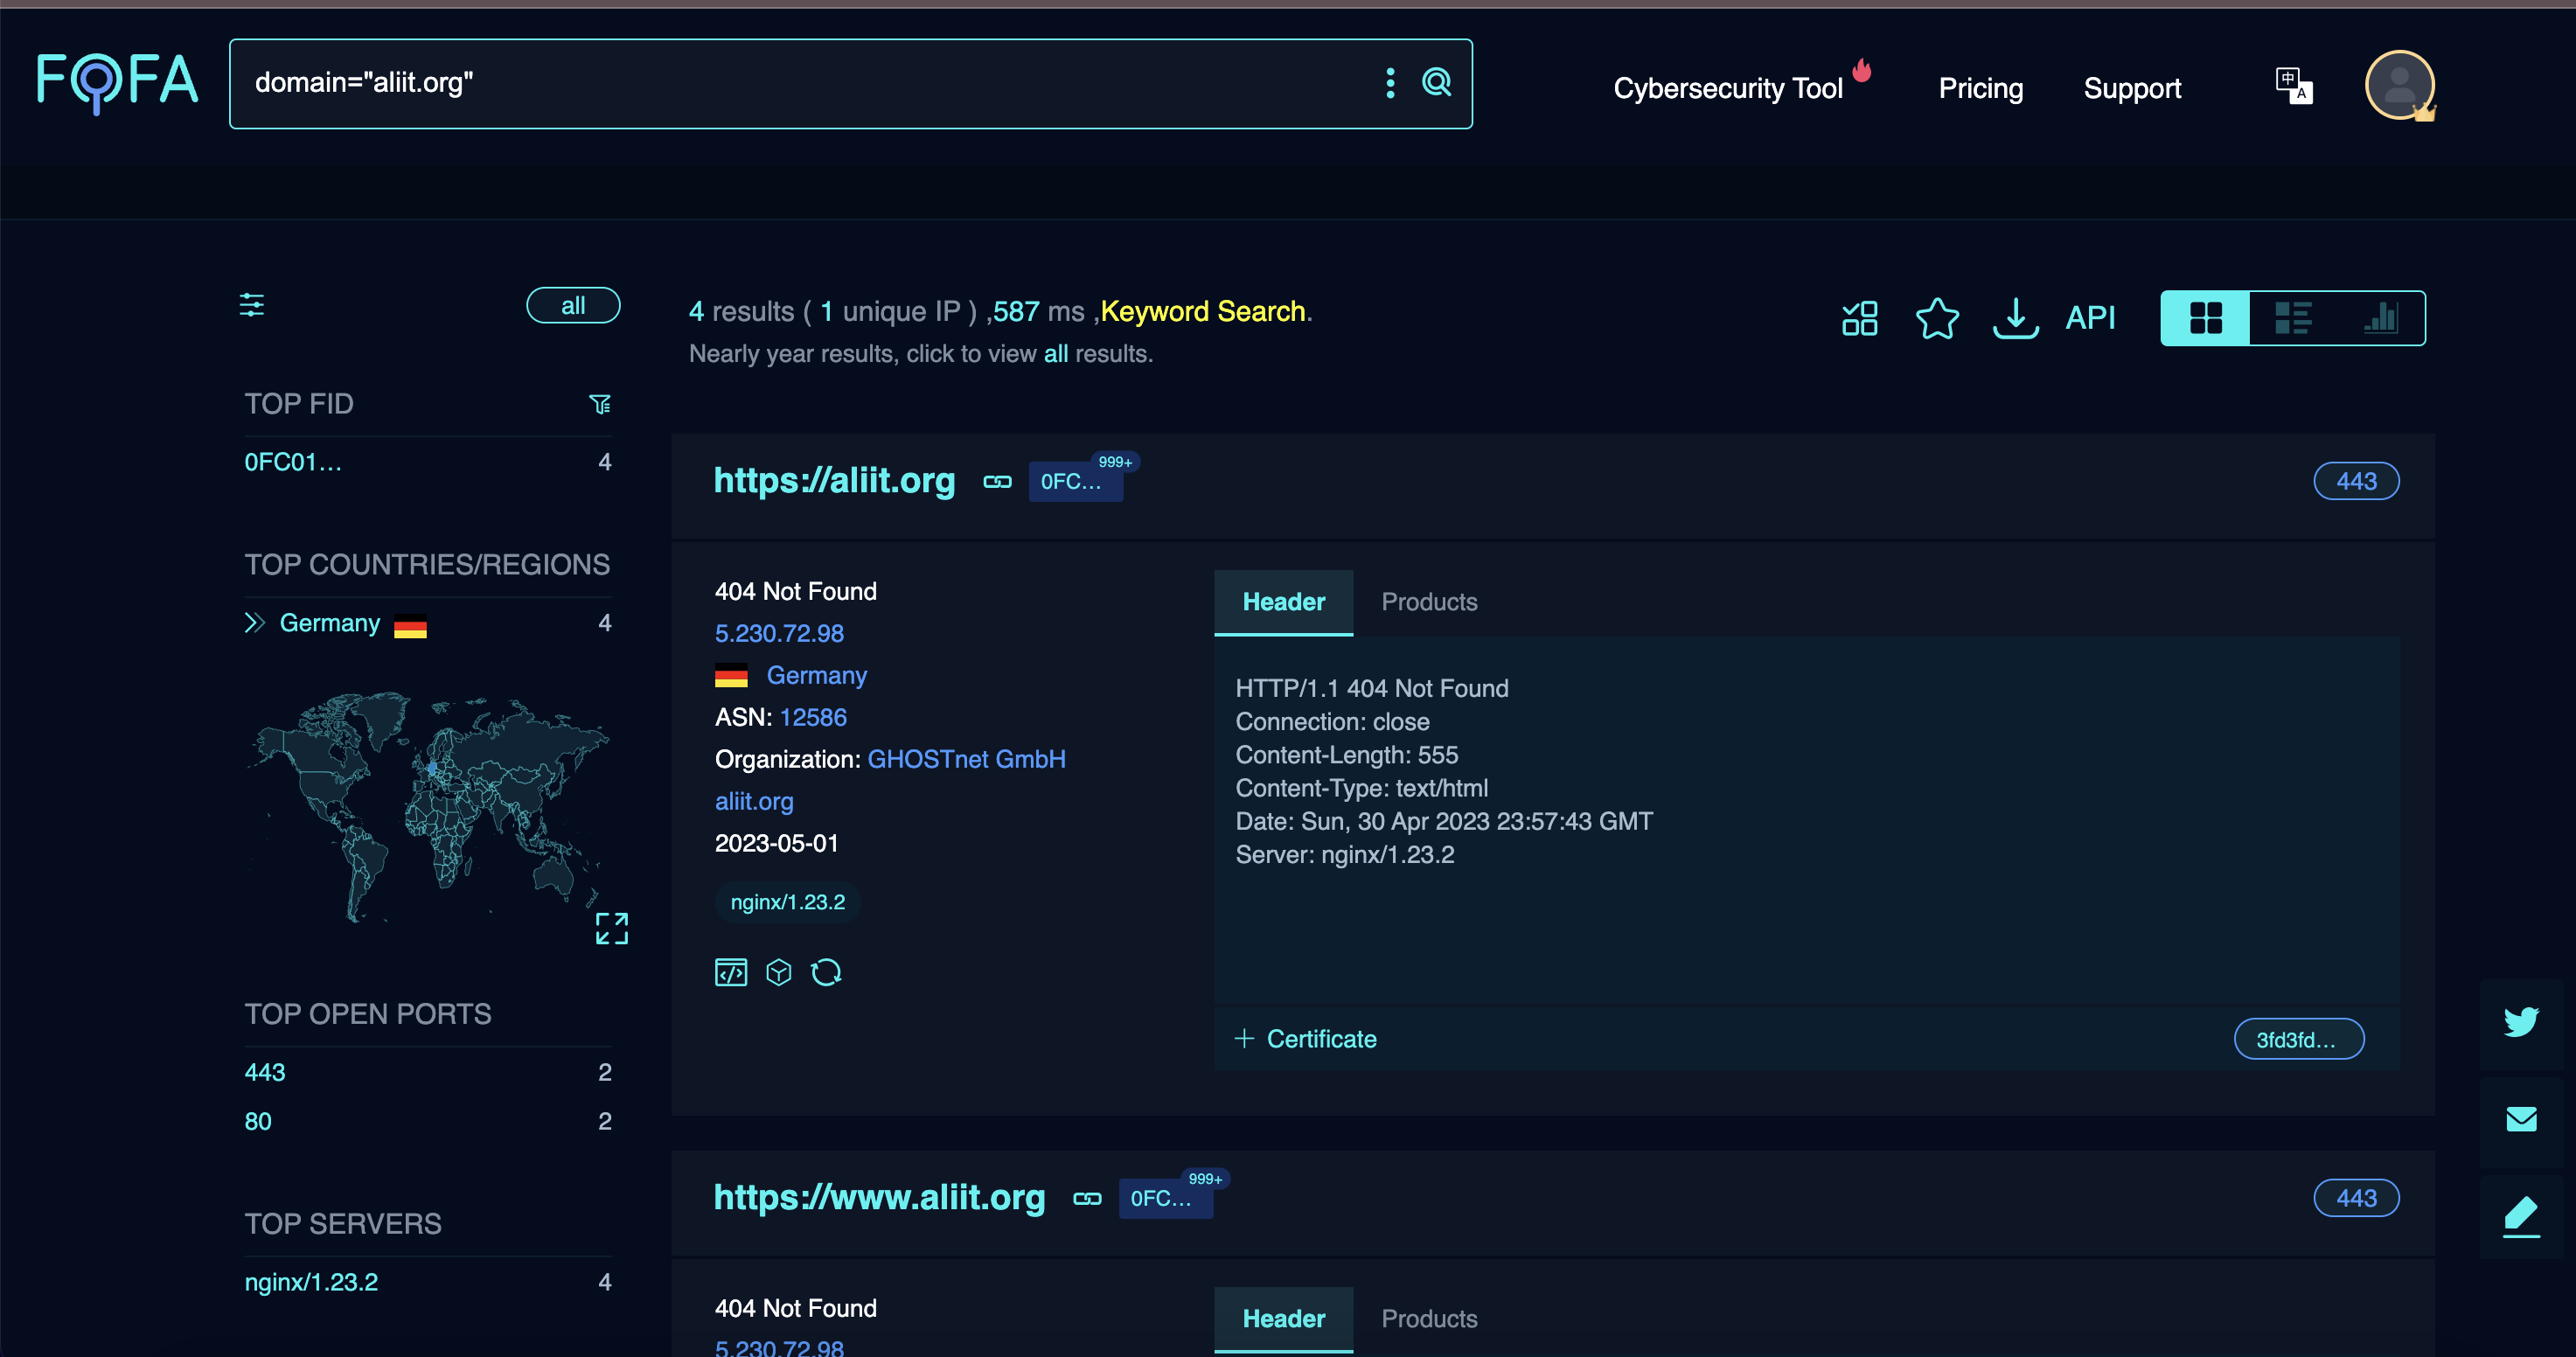 FOFA
domain="aliit.org"
Cybersecurity Tool
Pricing
Support
中
A
all
4 results ( 1 unique IP ) ,587 ms ,Keyword Search.
Nearly year results, click to view all results.
API
TOP FID
0FC01... 4
TOP COUNTRIES/REGIONS
Germany 4
TOP OPEN PORTS
443 2
80 2
TOP SERVERS
nginx/1.23.2 4
https://aliit.org
0FC...
999+
443
404 Not Found
5.230.72.98
Germany
ASN: 12586
Organization: GHOSTnet GmbH
aliit.org
2023-05-01
nginx/1.23.2
Header
Products
HTTP/1.1 404 Not Found
Connection: close
Content-Length: 555
Content-Type: text/html
Date: Sun, 30 Apr 2023 23:57:43 GMT
Server: nginx/1.23.2
+ Certificate
3fd3fd...
https://www.aliit.org
0FC...
999+
443
404 Not Found
5.230.72.98
Header
Products